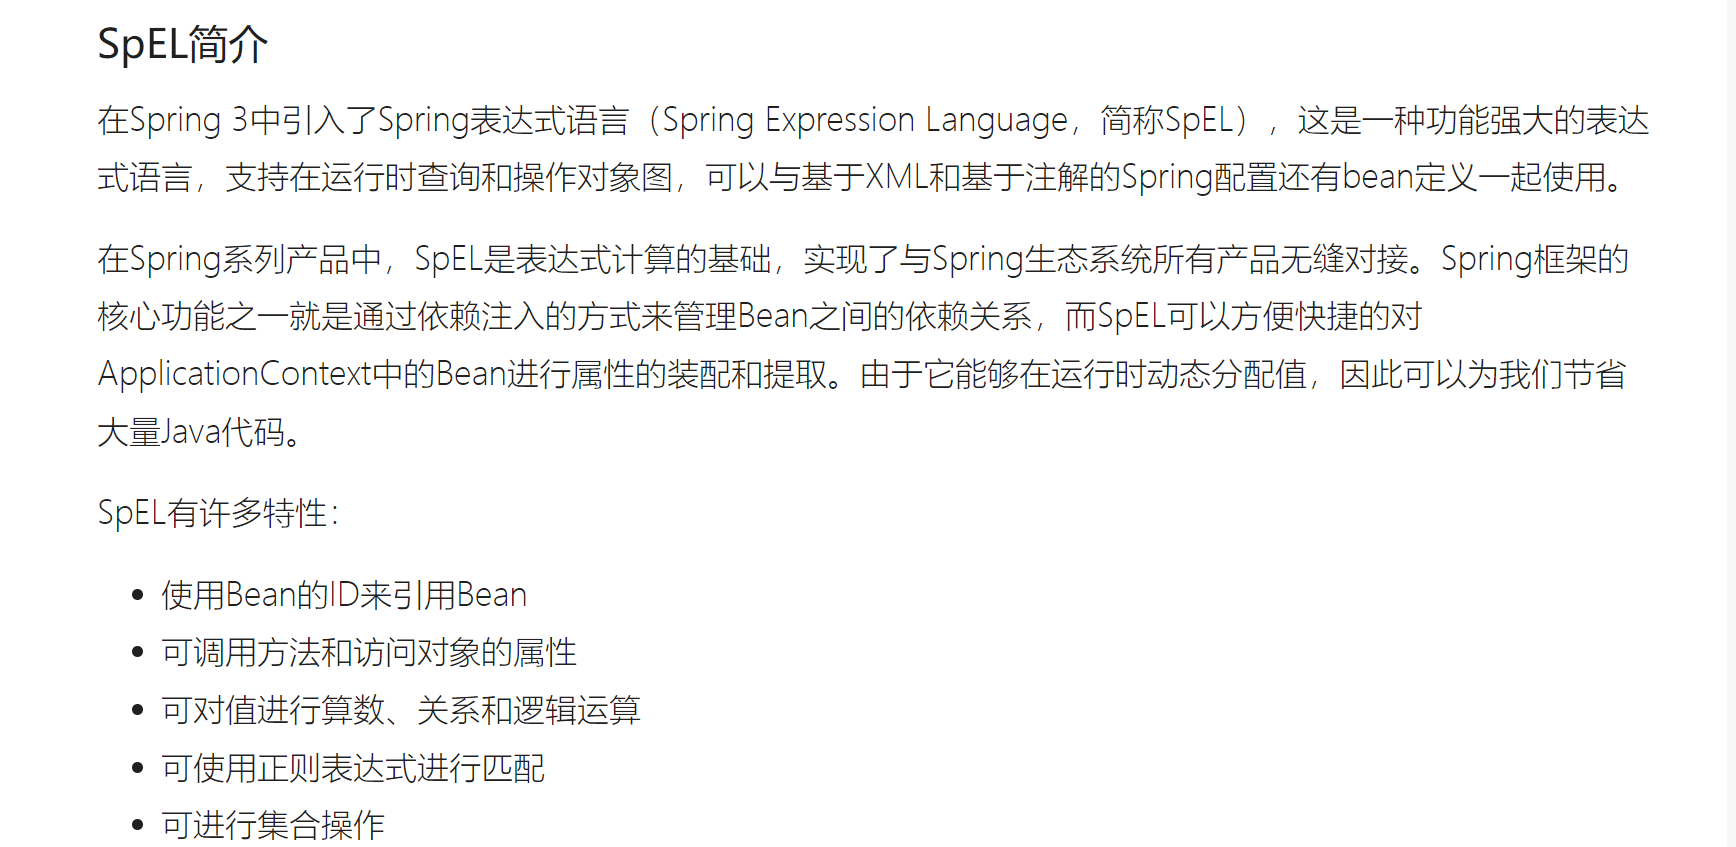 SpEL简介
在Spring 3中引入了Spring表达式语言（Spring Expression Language，简称SpEL），这是一种功能强大的表达
式语言，支持在运行时查询和操作对象图，可以与基于XML和基于注解的Spring配置还有bean定义一起使用。
在Spring系列产品中，SpEL是表达式计算的基础，实现了与Spring生态系统所有产品无缝对接。Spring框架的
核心功能之一就是通过依赖注入的方式来管理Bean之间的依赖关系，而SpEL可以方便快捷的对
ApplicationContext中的Bean进行属性的装配和提取。由于它能够在运行时动态分配值，因此可以为我们节省
大量Java代码。
SpEL有许多特性：
• 使用Bean的ID来引用Bean
• 可调用方法和访问对象的属性
• 可对值进行算数、关系和逻辑运算
• 可使用正则表达式进行匹配
• 可进行集合操作